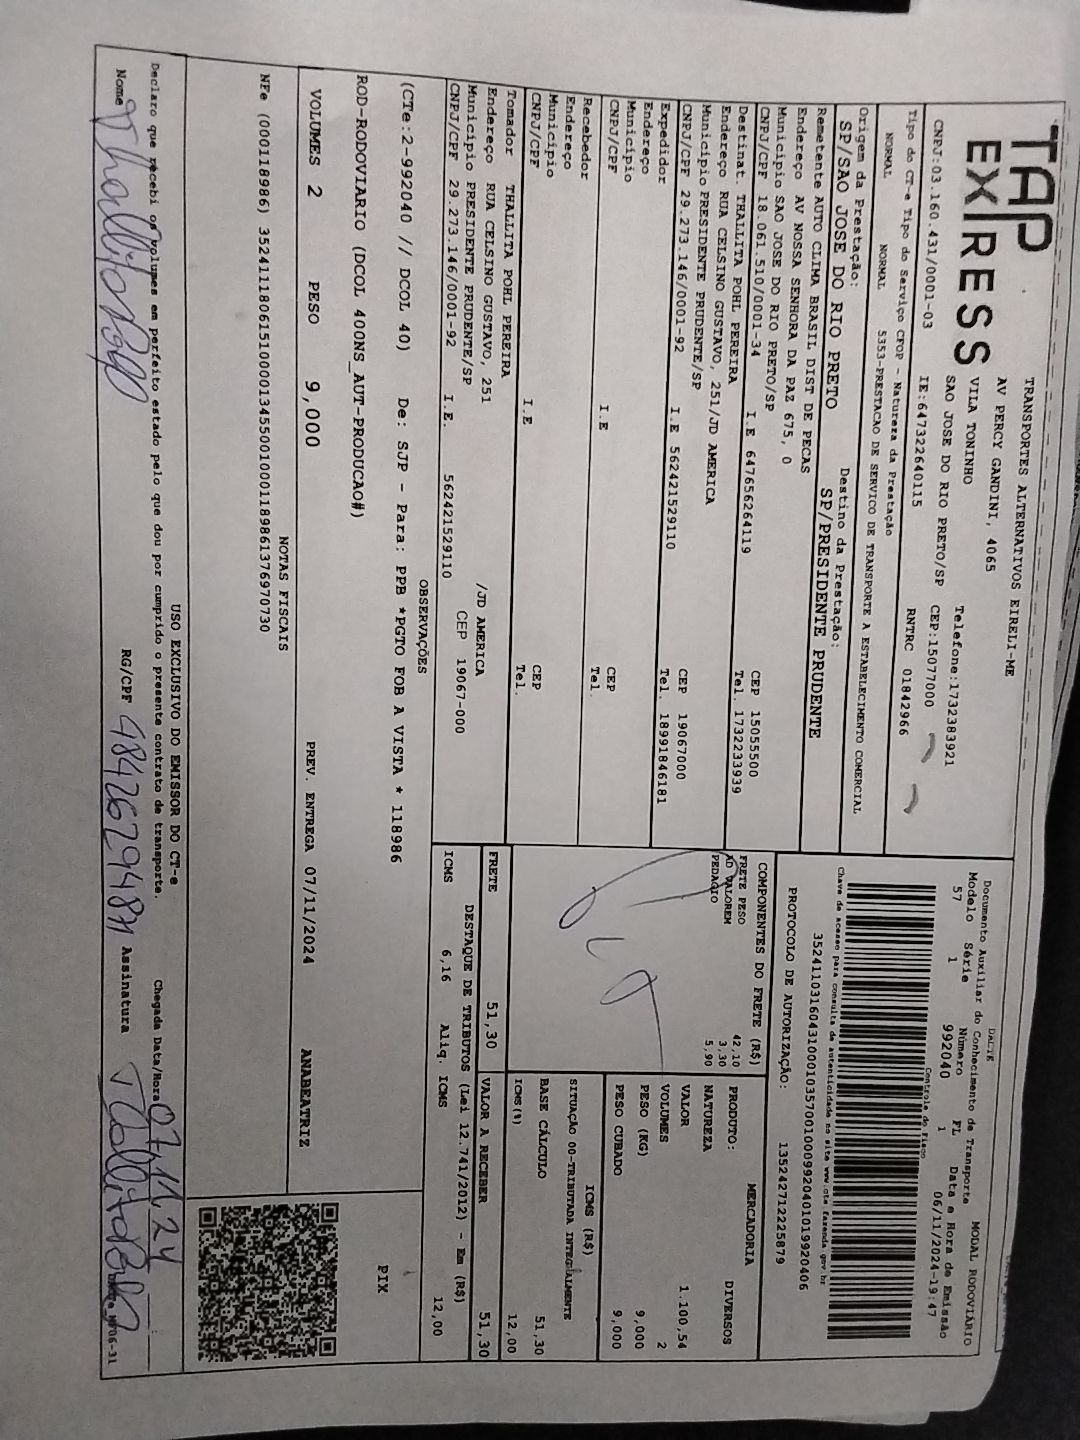 TAP
EXPRESS
TRANSPORTES ALTERNATIVOS EIRELI-ME
AV PERCY GANDINI, 4065
VILA TONINHO
SAO JOSE DO RIO PRETO/SP
Telefone:1732383921
CEP:15077000
CNPJ:03.160.431/0001-03
IE:647322640115
RNTRC 01842966
Tipo do CT-e Tipo do Serviço CFOP - Natureza da Prestação
NORMAL NORMAL 5353-PRESTACAO DE SERVICO DE TRANSPORTE A ESTABELECIMENTO COMERCIAL
Origem da Prestação: Destino da Prestação:
SP/SAO JOSE DO RIO PRETO SP/PRESIDENTE PRUDENTE
Remetente AUTO CLIMA BRASIL DIST DE PECAS
Endereço AV NOSSA SENHORA DA PAZ 675, 0
Município SAO JOSE DO RIO PRETO/SP CEP 15055500
CNPJ/CPF 18.061.510/0001-34 I.E 647656264119 Tel. 1732233939
Destinat. THALLITA POHL PEREIRA
Endereço RUA CELSINO GUSTAVO, 251/JD AMERICA
Município PRESIDENTE PRUDENTE/SP CEP 19067000
CNPJ/CPF 29.273.146/0001-92 I.E 562421529110 Tel. 18991846181
Expedidor
Endereço
Município CEP
CNPJ/CPF I.E Tel.
Recebedor
Endereço
Município CEP
CNPJ/CPF I.E Tel.
Tomador THALLITA POHL PEREIRA
Endereço RUA CELSINO GUSTAVO, 251 /JD AMERICA
Município PRESIDENTE PRUDENTE/SP CEP 19067-000
CNPJ/CPF 29.273.146/0001-92 I.E. 562421529110
DACTE
Documento Auxiliar do Conhecimento de Transporte MODAL RODOVIÁRIO
Modelo Série Número FL Data e Hora de Emissão
57 1 992040 1 06/11/2024-19:47
Controle do Fisco
Chave de acesso para consulta de autenticidade no site www.cte.fazenda.gov.br
35241103160431000103570010009920401019920406
PROTOCOLO DE AUTORIZAÇÃO: 135242712225879
COMPONENTES DO FRETE (R$)
FRETE PESO 42,10
AD VALOREM 3,30
PEDAGIO 5,90
MERCADORIA
PRODUTO: DIVERSOS
NATUREZA
VALOR 1.100,54
VOLUMES 2
PESO (KG) 9,000
PESO CUBADO 9,000
ICMS (R$)
SITUAÇÃO 00-TRIBUTADA INTEGRALMENTE
BASE CÁLCULO 51,30
ICMS(%) 12,00
FRETE 51,30 VALOR A RECEBER 51,30
DESTAQUE DE TRIBUTOS (Lei 12.741/2012) - Em (R$)
ICMS 6,16 Aliq. ICMS 12,00
OBSERVAÇÕES
(CTe:2-992040 // DCOL 40) De: SJP - Para: PPB *PGTO FOB A VISTA * 118986
ROD-RODOVIARIO (DCOL 400NS_AUT-PRODUCAO#)
PIX
VOLUMES 2 PESO 9,000 PREV. ENTREGA 07/11/2024 ANABEATRIZ
NOTAS FISCAIS
NFe (000118986) 35241118061510000134550010001189861376970730
USO EXCLUSIVO DO EMISSOR DO CT-e
Declaro que recebi os volumes em perfeito estado pelo que dou por cumprido o presente contrato de transporte. Chegada Data/Hora 07.11.24
Nome RG/CPF 48426294871 Assinatura